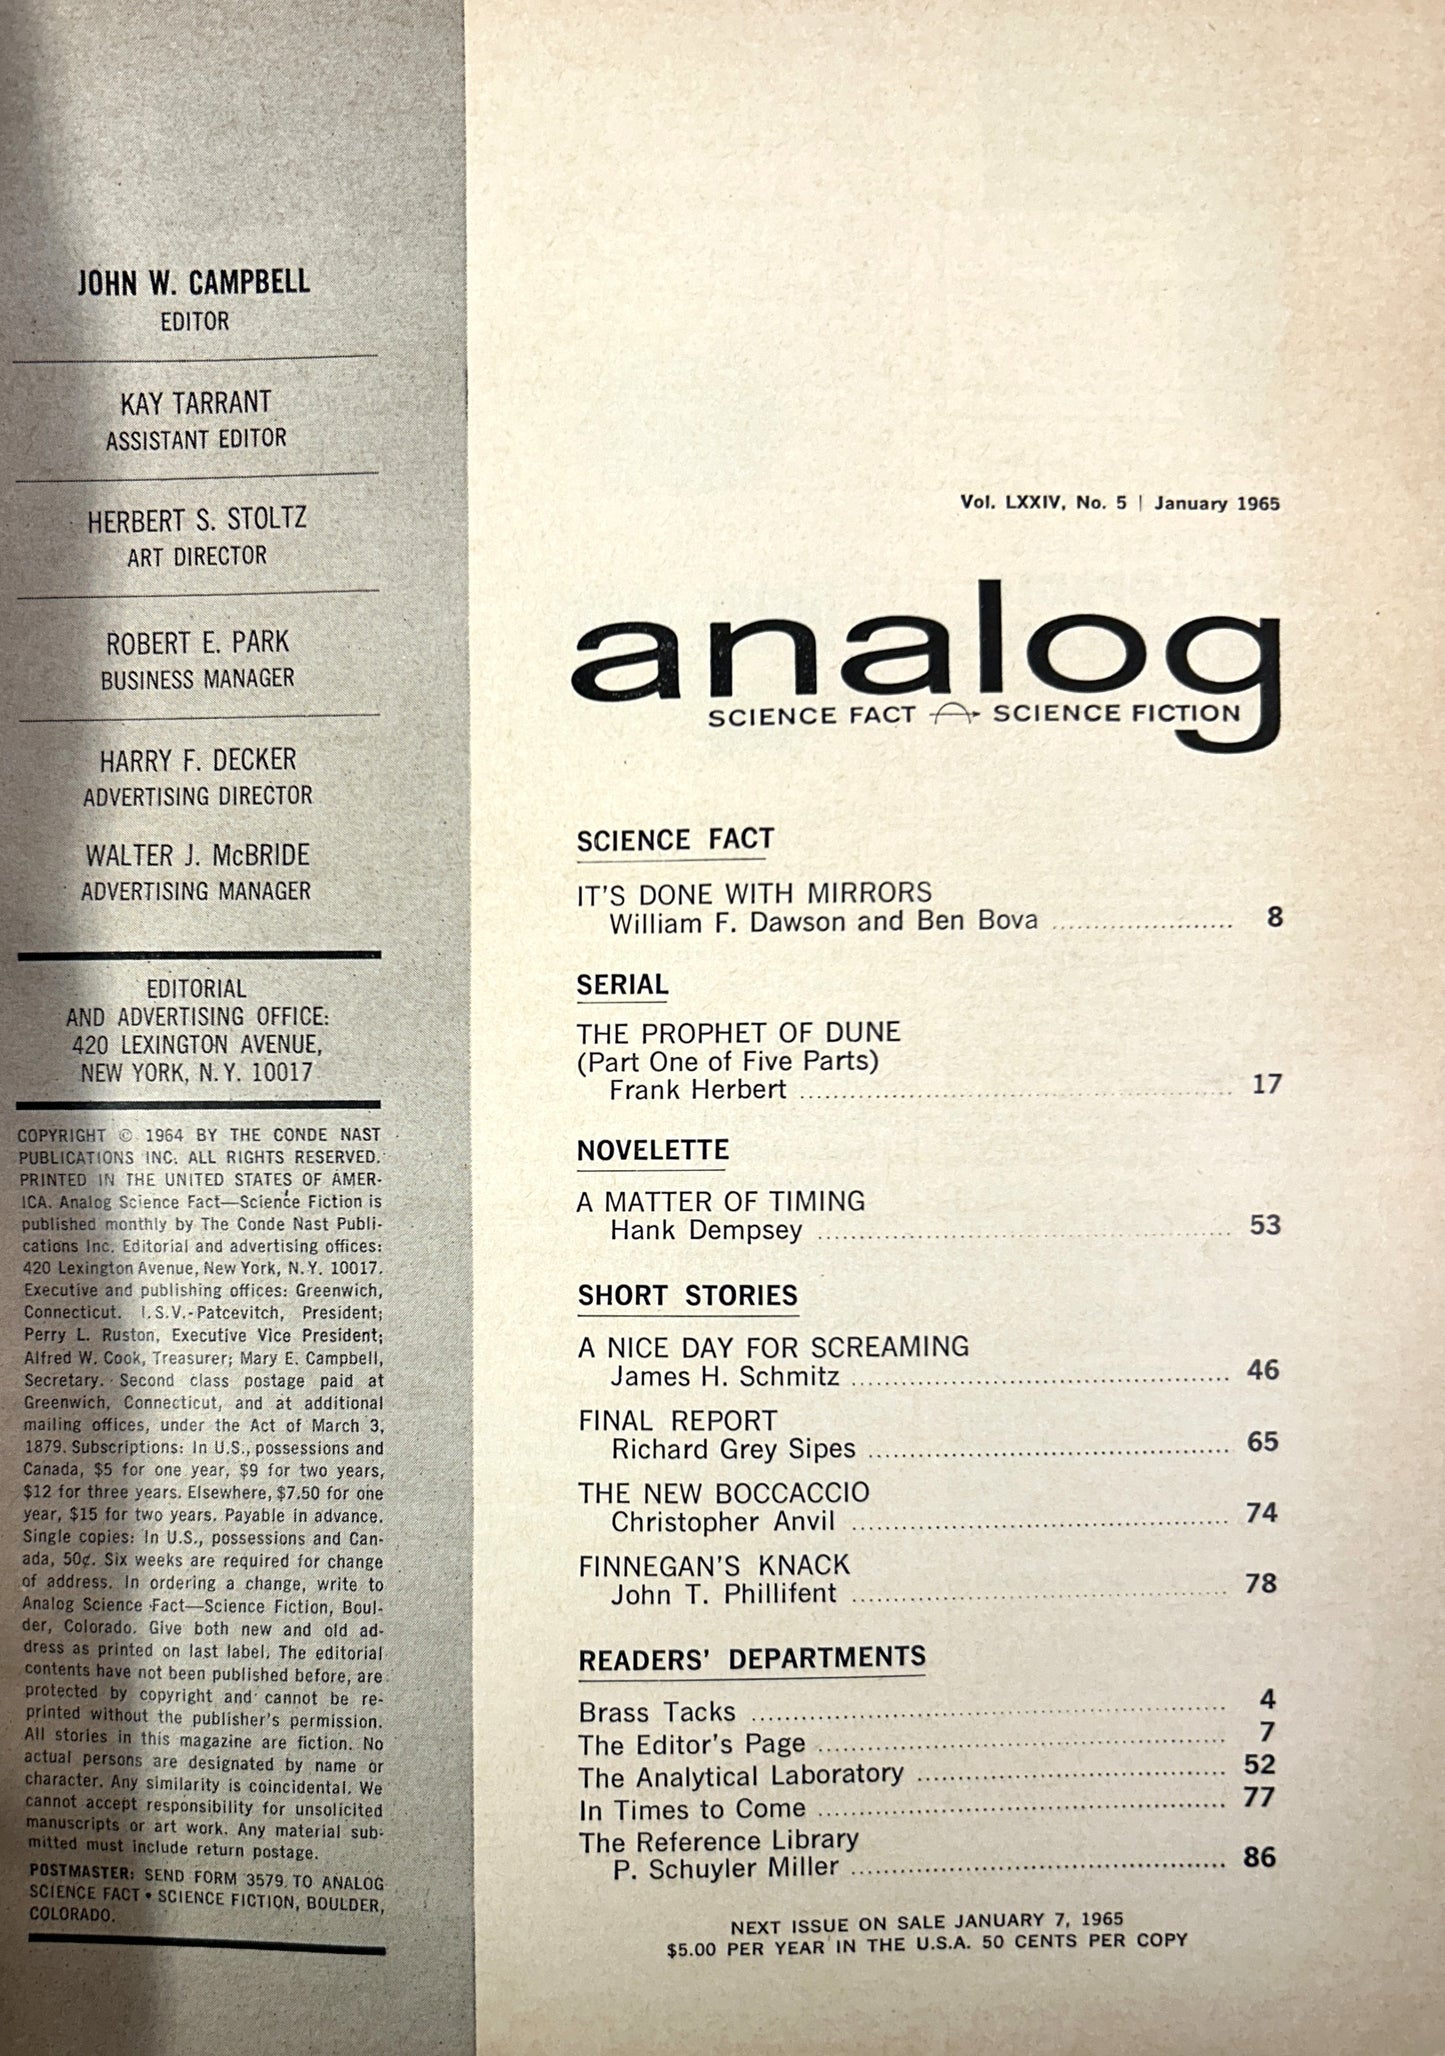 JOHN W. CAMPBELL
EDITOR
KAY TARRANT
ASSISTANT EDITOR
HERBERT S. STOLTZ
ART DIRECTOR
ROBERT E. PARK
BUSINESS MANAGER
HARRY F. DECKER
ADVERTISING DIRECTOR
WALTER J. McBRIDE
ADVERTISING MANAGER
EDITORIAL
AND ADVERTISING OFFICE:
420 LEXINGTON AVENUE,
NEW YORK, N.Y. 10017
COPYRIGHT © 1964 BY THE CONDE NAST
PUBLICATIONS INC. ALL RIGHTS RESERVED.
PRINTED IN THE UNITED STATES OF AMER-
ICA. Analog Science Fact—Science Fiction is
published monthly by The Conde Nast Publi-
cations Inc. Editorial and advertising offices:
420 Lexington Avenue, New York, N.Y. 10017.
Executive and publishing offices: Greenwich,
Connecticut. I.S.V.-Patcevitch, President;
Perry L. Ruston, Executive Vice President;
Alfred W. Cook, Treasurer; Mary E. Campbell,
Secretary. Second class postage paid at
Greenwich, Connecticut, and at additional
mailing offices, under the Act of March 3,
1879. Subscriptions: In U.S., possessions and
Canada, $5 for one year, $9 for two years,
$12 for three years. Elsewhere, $7.50 for one
year, $15 for two years. Payable in advance.
Single copies: In U.S., possessions and Can-
ada, 50¢. Six weeks are required for change
of address. In ordering a change, write to
Analog Science Fact—Science Fiction, Boul-
der, Colorado. Give both new and old ad-
dress as printed on last label. The editorial
contents have not been published before, are
protected by copyright and cannot be re-
printed without the publisher's permission.
All stories in this magazine are fiction. No
actual persons are designated by name or
character. Any similarity is coincidental. We
cannot accept responsibility for unsolicited
manuscripts or art work. Any material sub-
mitted must include return postage.
POSTMASTER: SEND FORM 3579 TO ANALOG
SCIENCE FACT • SCIENCE FICTION, BOULDER,
COLORADO.
Vol. LXXIV, No. 5 | January 1965
analog
SCIENCE FACT SCIENCE FICTION
SCIENCE FACT
IT'S DONE WITH MIRRORS
William F. Dawson and Ben Bova ...................... 8
SERIAL
THE PROPHET OF DUNE
(Part One of Five Parts)
Frank Herbert .................................................... 17
NOVELETTE
A MATTER OF TIMING
Hank Dempsey .................................................. 53
SHORT STORIES
A NICE DAY FOR SCREAMING
James H. Schmitz .............................................. 46
FINAL REPORT
Richard Grey Sipes ............................................ 65
THE NEW BOCCACCIO
Christopher Anvil .............................................. 74
FINNEGAN'S KNACK
John T. Phillifent .............................................. 78
READERS' DEPARTMENTS
Brass Tacks ........................................................... 4
The Editor's Page .................................................. 7
The Analytical Laboratory ..................................... 52
In Times to Come .................................................. 77
The Reference Library
P. Schuyler Miller .............................................. 86
NEXT ISSUE ON SALE JANUARY 7, 1965
$5.00 PER YEAR IN THE U.S.A. 50 CENTS PER COPY